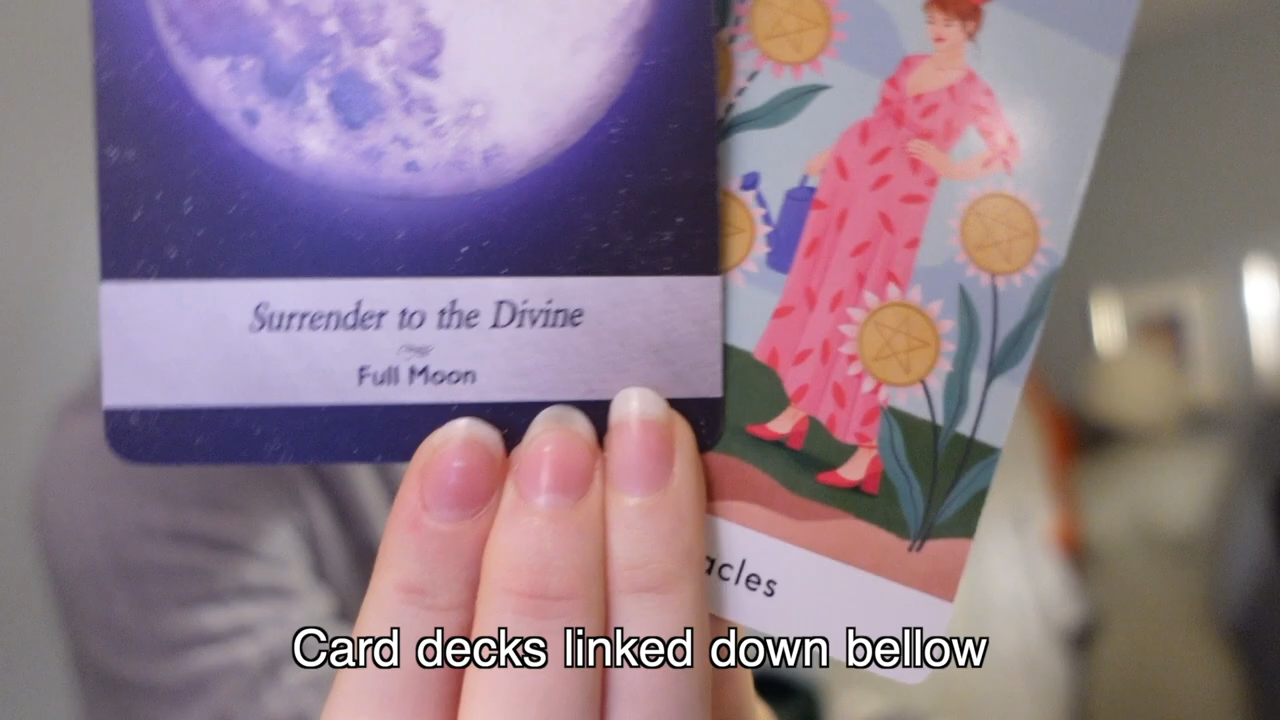 Surrender to the Divine
Full Moon
acles
Card decks linked down bellow